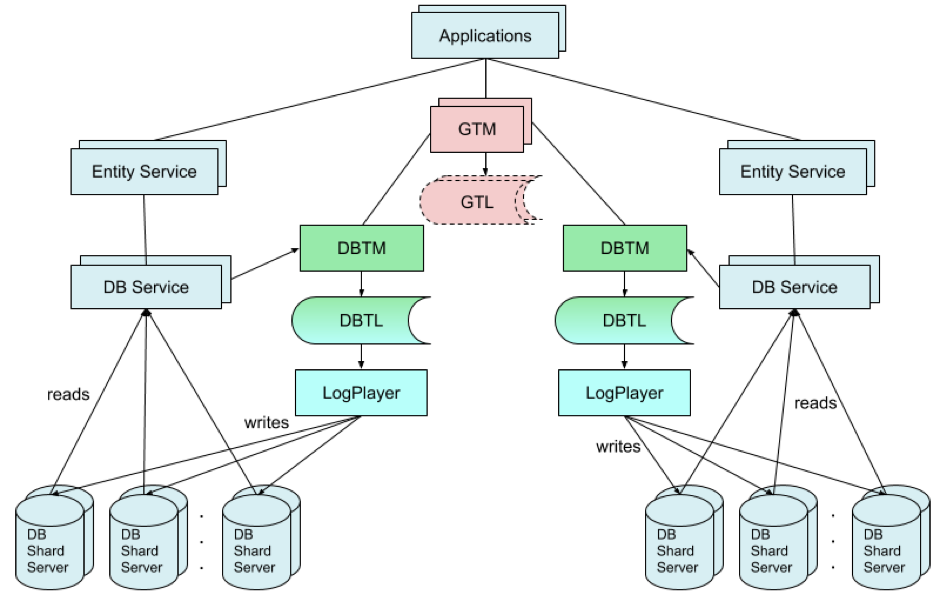 Applications
GTM
Entity Service
Entity Service
GTL
DBTM
DBTM
DB Service
DB Service
DBTL
DBTL
LogPlayer
LogPlayer
reads
reads
writes
writes
DB
Shard
Server
DB
Shard
Server
.
.
.
DB
Shard
Server
DB
Shard
Server
DB
Shard
Server
.
.
.
DB
Shard
Server